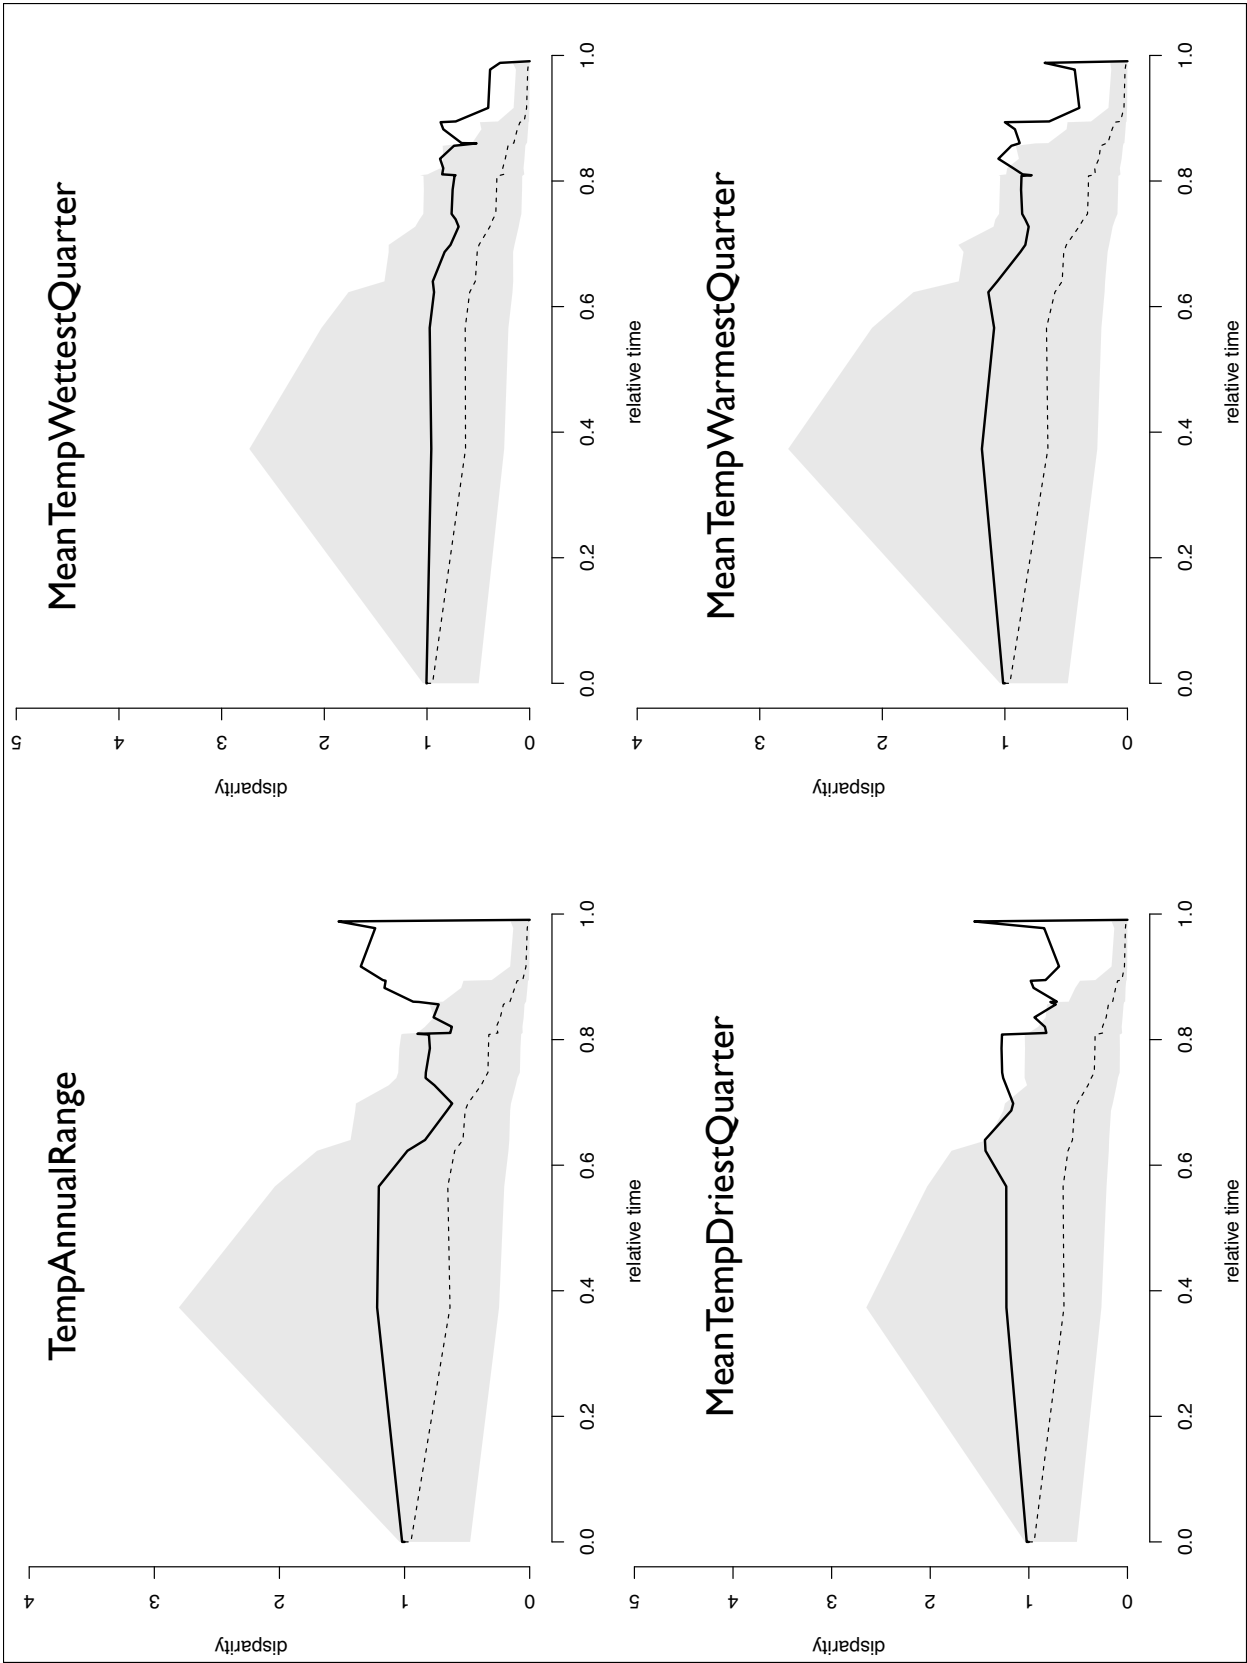 TempAnnualRange
disparity
0 1 2 3 4
0.0 0.2 0.4 0.6 0.8 1.0
relative time
MeanTempWettestQuarter
disparity
0 1 2 3 4 5
0.0 0.2 0.4 0.6 0.8 1.0
relative time
MeanTempDriestQuarter
disparity
0 1 2 3 4 5
0.0 0.2 0.4 0.6 0.8 1.0
relative time
MeanTempWarmestQuarter
disparity
0 1 2 3 4
0.0 0.2 0.4 0.6 0.8 1.0
relative time